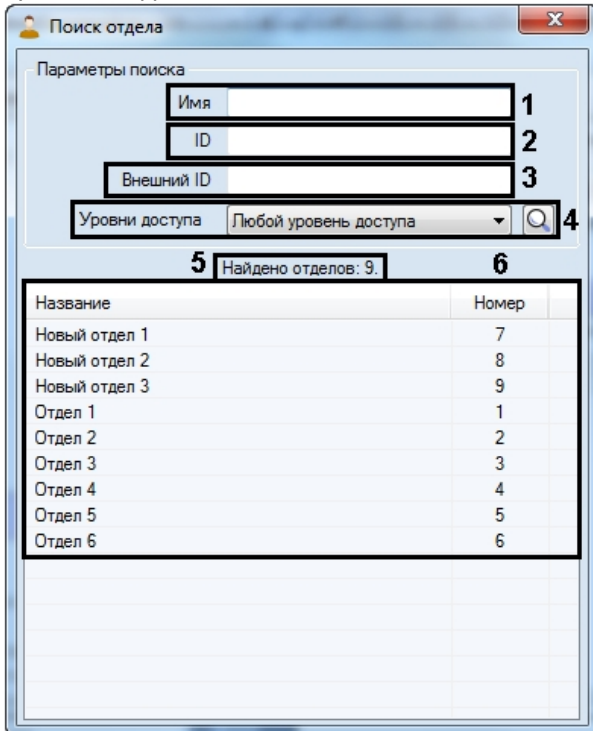 Поиск отдела
Параметры поиска
Имя 1
ID 2
Внешний ID 3
Уровни доступа Любой уровень доступа 4
5 Найдено отделов: 9. 6
Название Номер
Новый отдел 1 7
Новый отдел 2 8
Новый отдел 3 9
Отдел 1 1
Отдел 2 2
Отдел 3 3
Отдел 4 4
Отдел 5 5
Отдел 6 6